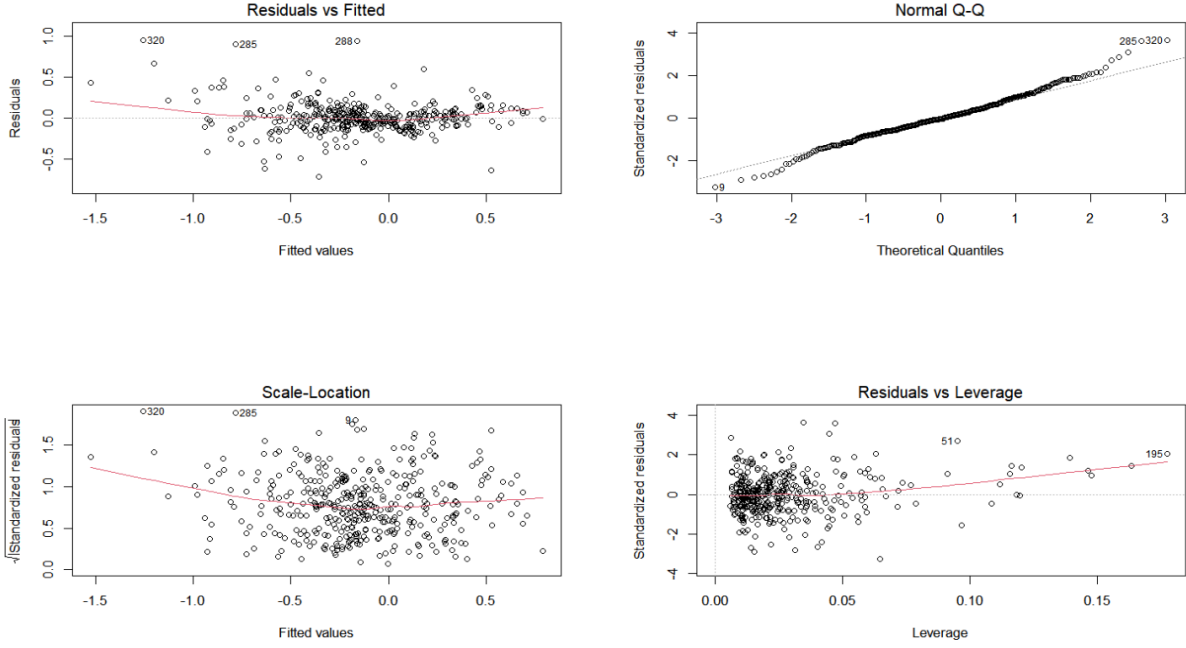 Residuals vs Fitted
Residuals
1.0
0.5
0.0
-0.5
320
285
288
-1.5 -1.0 -0.5 0.0 0.5
Fitted values
Normal Q-Q
Standardized residuals
4
2
0
-2
285 320
9
-3 -2 -1 0 1 2 3
Theoretical Quantiles
Scale-Location
√|Standardized residuals|
1.5
1.0
0.5
0.0
320
285
9
-1.5 -1.0 -0.5 0.0 0.5
Fitted values
Residuals vs Leverage
Standardized residuals
4
2
0
-2
-4
51
195
0.00 0.05 0.10 0.15
Leverage